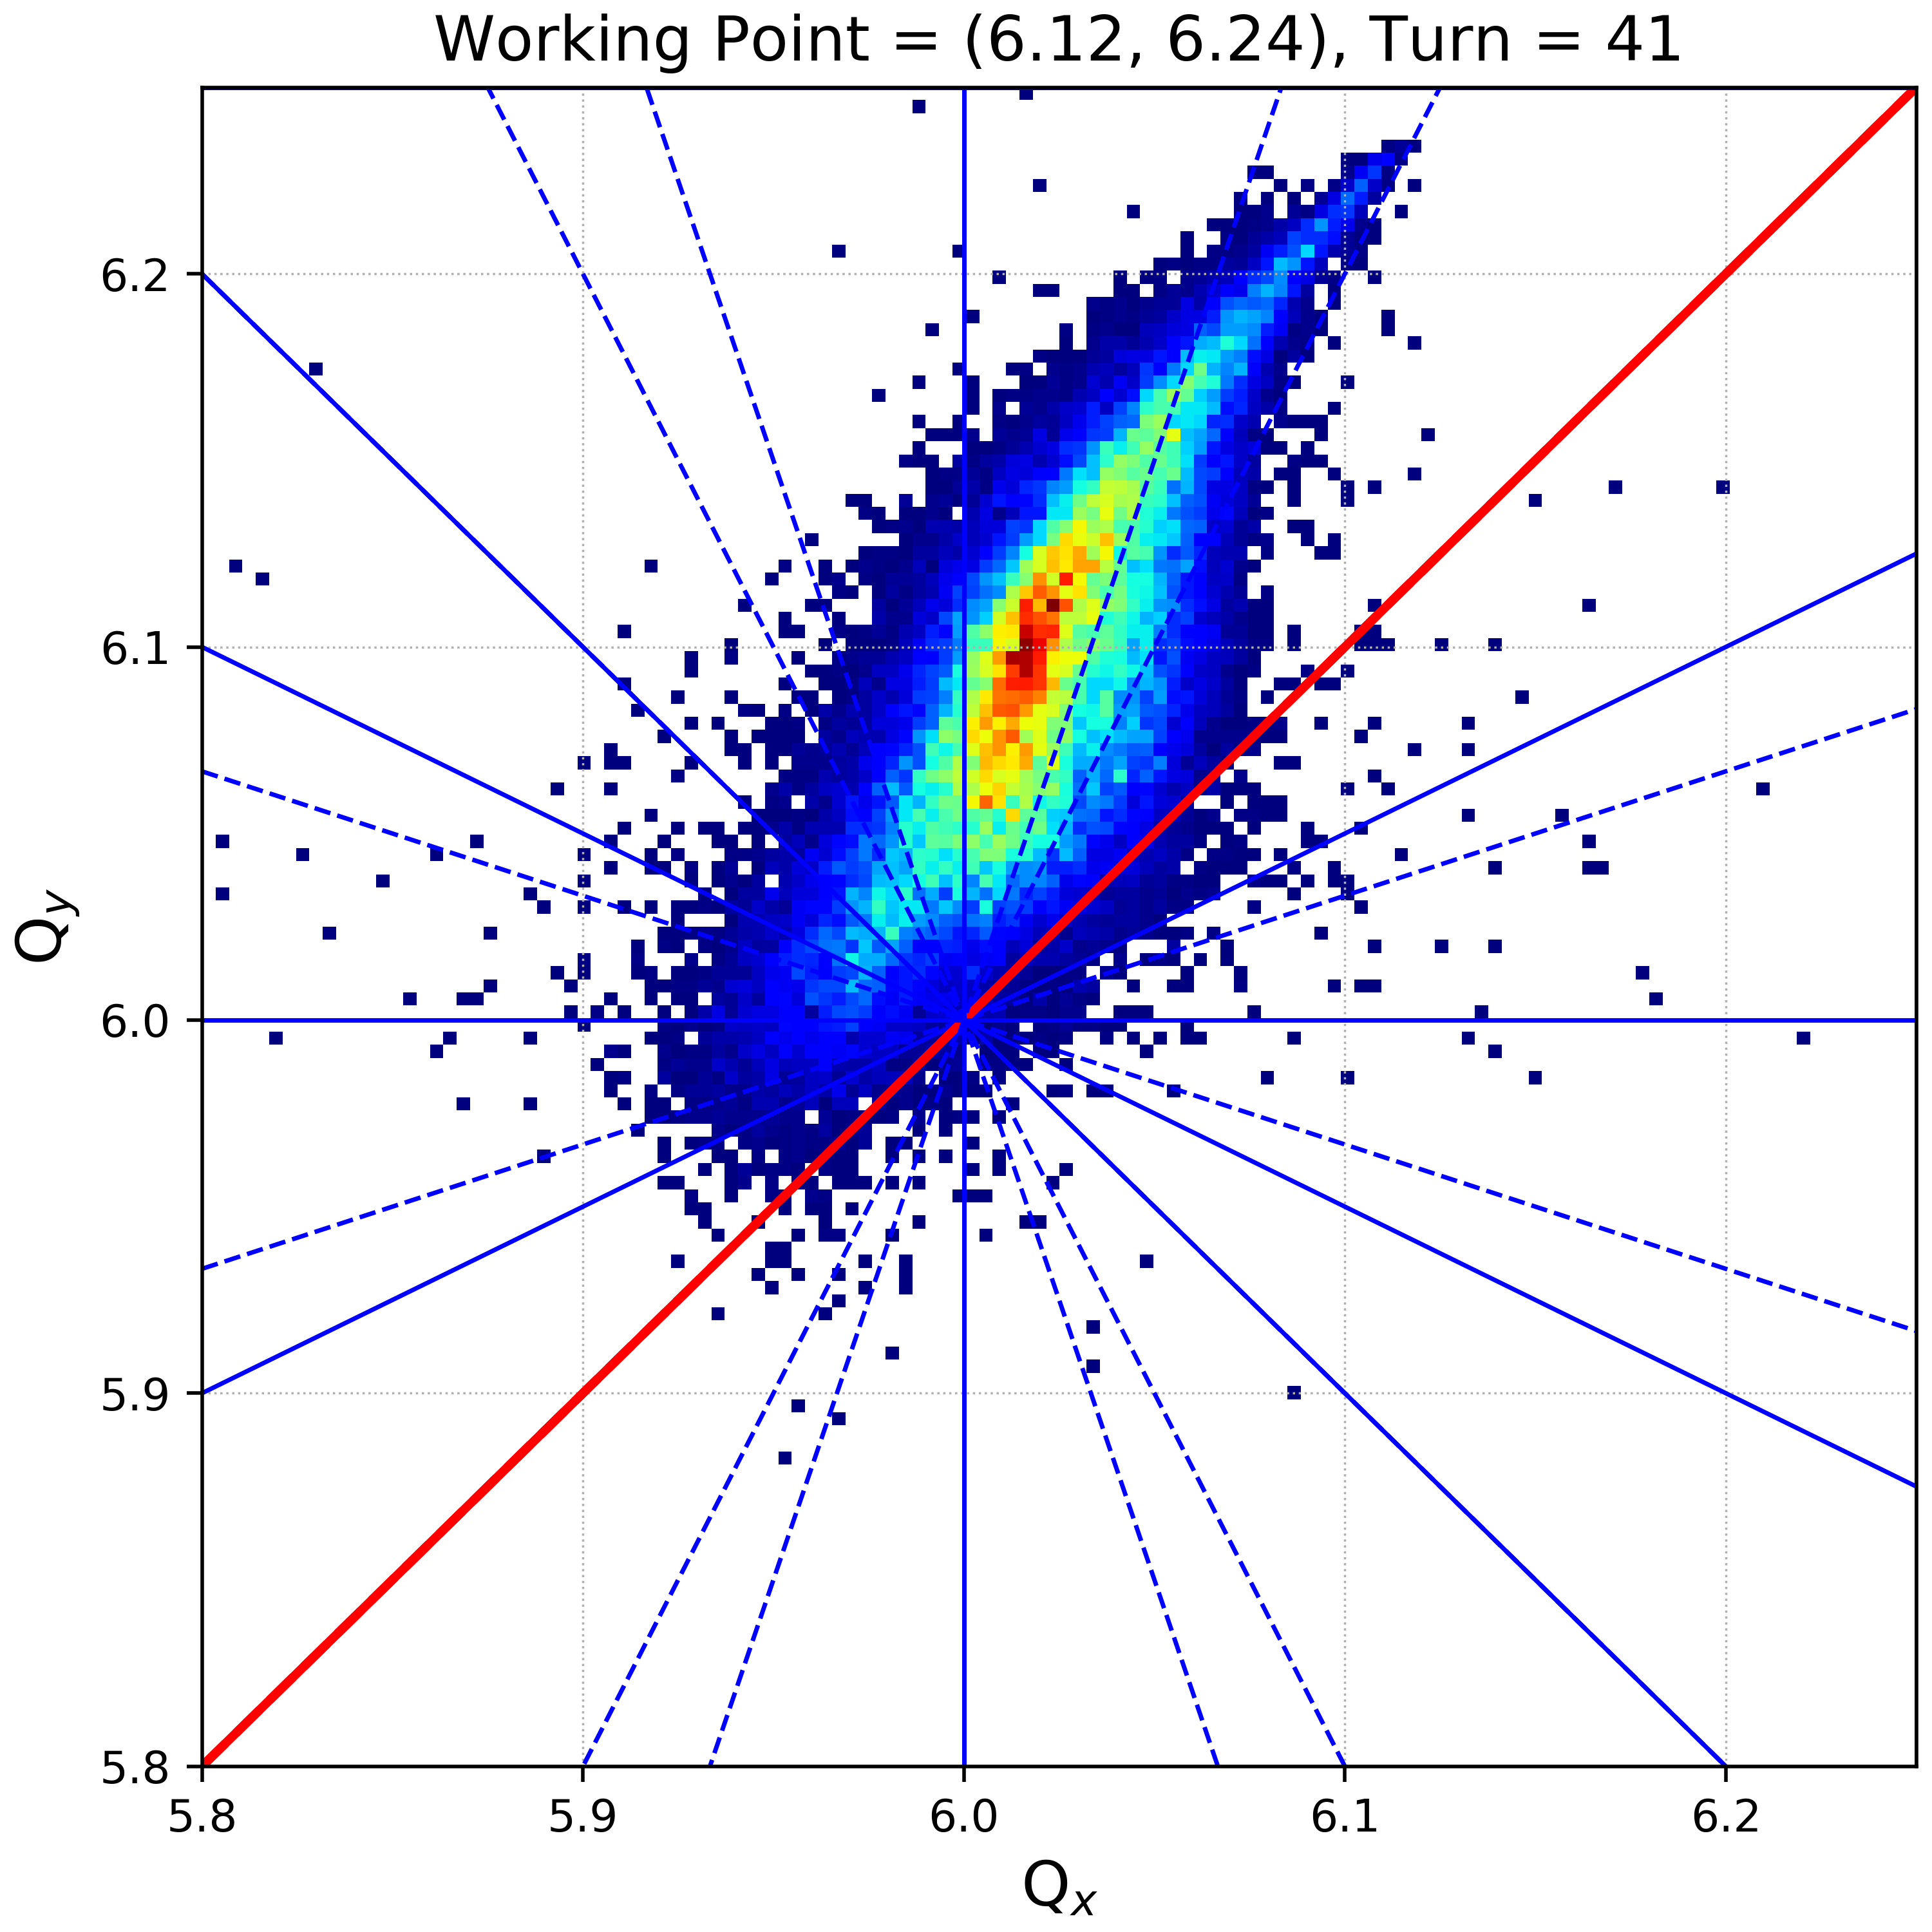 Working Point = (6.12, 6.24), Turn = 41
6.2
6.1
6.0
5.9
5.8
Qy
5.8 5.9 6.0 6.1 6.2
Qx